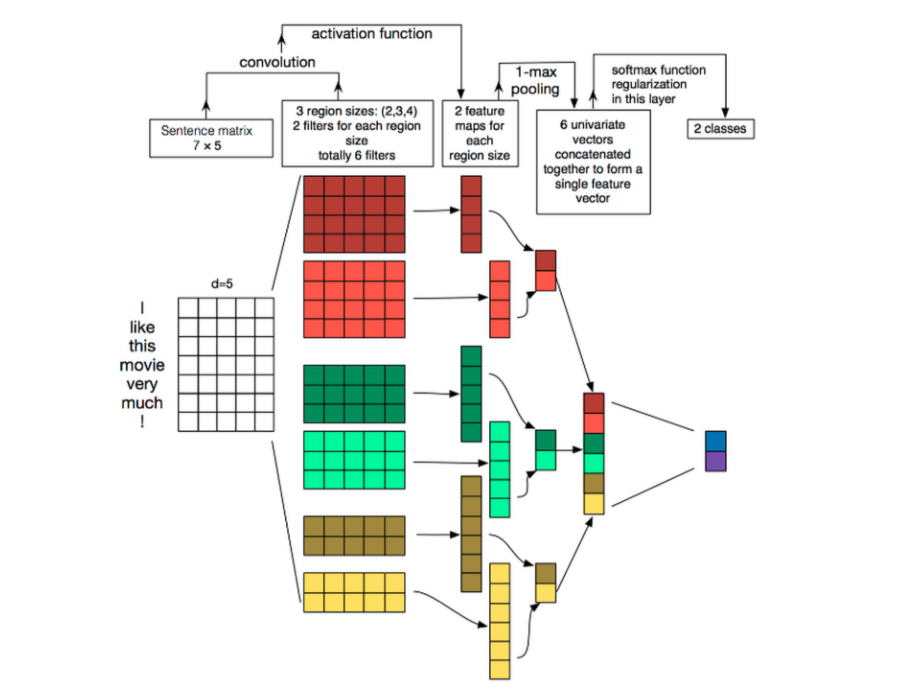 activation function
convolution
1-max
pooling
softmax function
regularization
in this layer
Sentence matrix
7 × 5
3 region sizes: (2,3,4)
2 filters for each region
size
totally 6 filters
2 feature
maps for
each
region size
6 univariate
vectors
concatenated
together to form a
single feature
vector
2 classes
d=5
I
like
this
movie
very
much
!